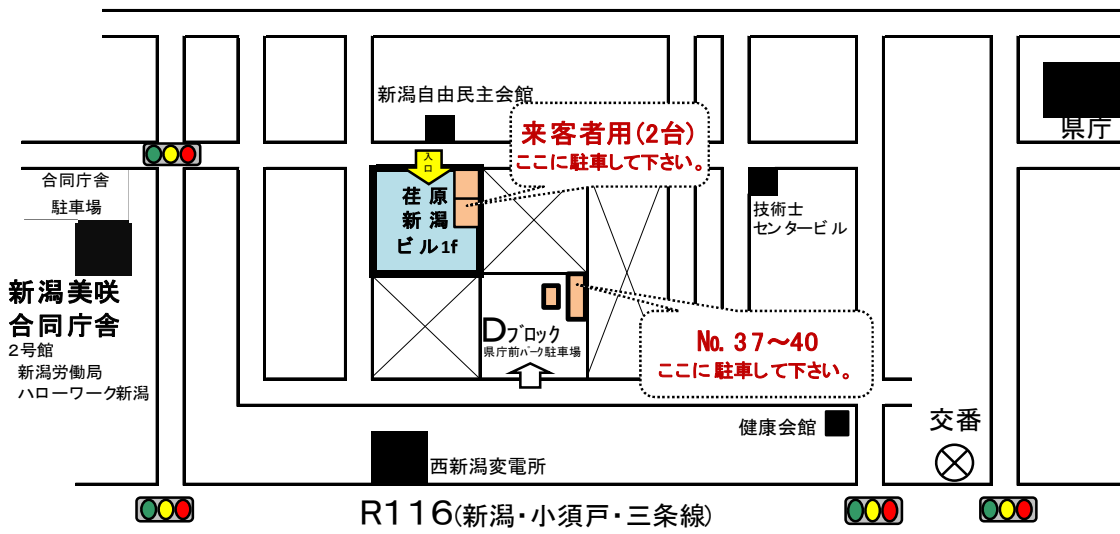 新潟自由民主会館
来客者用(2台)
ここに駐車して下さい。
県庁
入口
合同庁舎
駐車場
荏原
新潟
ビル1f
技術士
センタービル
新潟美咲
合同庁舎
2号館
新潟労働局
ハローワーク新潟
Dブロック
県庁前パーク駐車場
No. 37～40
ここに駐車して下さい。
健康会館
交番
西新潟変電所
R116(新潟・小須戸・三条線)